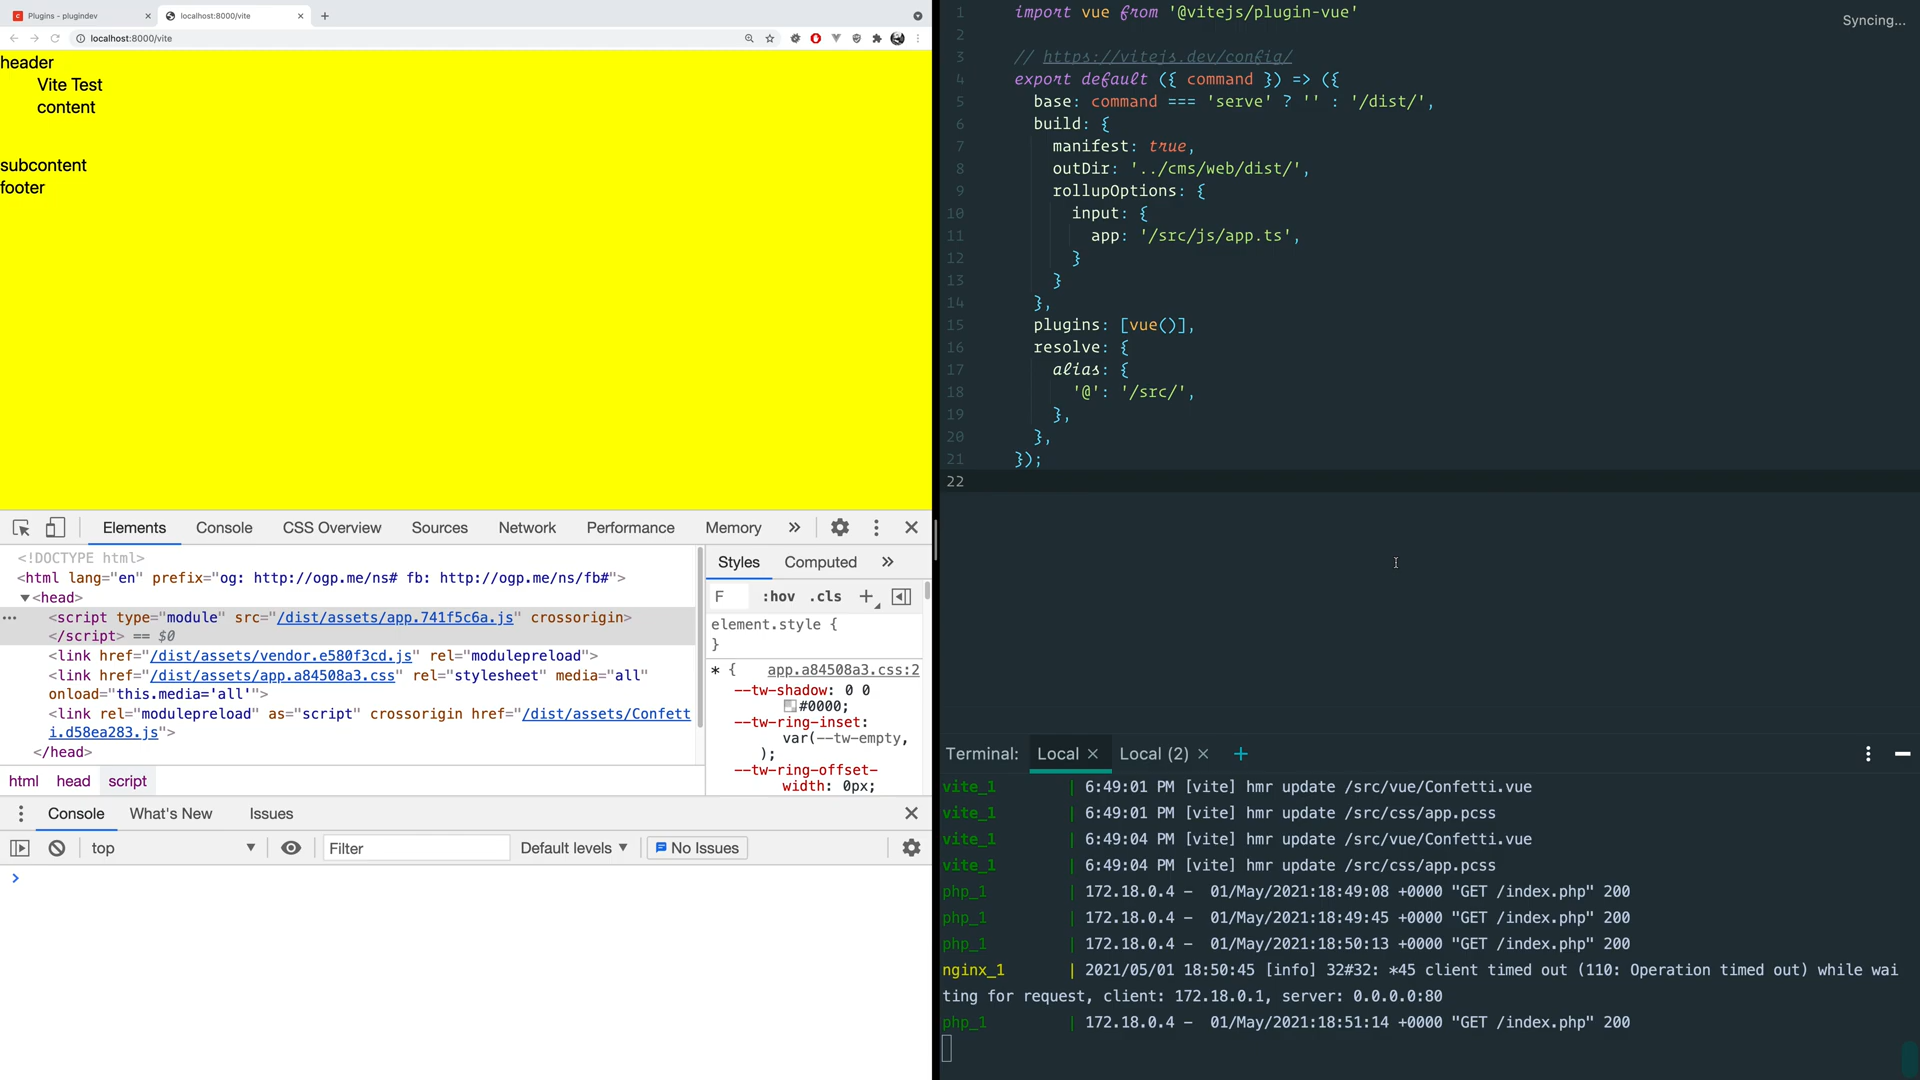 Plugins - plugindev
localhost:8000/vite
localhost:8000/vite
header
Vite Test
content
subcontent
footer
Elements Console CSS Overview Sources Network Performance Memory
<!DOCTYPE html>
<html lang="en" prefix="og: http://ogp.me/ns# fb: http://ogp.me/ns/fb#">
<head>
<script type="module" src="/dist/assets/app.741f5c6a.js" crossorigin>
</script> == $0
<link href="/dist/assets/vendor.e580f3cd.js" rel="modulepreload">
<link href="/dist/assets/app.a84508a3.css" rel="stylesheet" media="all"
onload="this.media='all'">
<link rel="modulepreload" as="script" crossorigin href="/dist/assets/Confett
i.d58ea283.js">
</head>
html head script
Styles Computed
F :hov .cls
element.style {
}
* { app.a84508a3.css:2
--tw-shadow: 0 0
#0000;
--tw-ring-inset:
var(--tw-empty,
);
--tw-ring-offset-
width: 0px;
Console What's New Issues
top Filter Default levels No Issues
1 import vue from '@vitejs/plugin-vue'
2
3 // https://vitejs.dev/config/
4 export default ({ command }) => ({
5 base: command === 'serve' ? '' : '/dist/',
6 build: {
7 manifest: true,
8 outDir: '../cms/web/dist/',
9 rollupOptions: {
10 input: {
11 app: '/src/js/app.ts',
12 }
13 }
14 },
15 plugins: [vue()],
16 resolve: {
17 alias: {
18 '@': '/src/',
19 },
20 },
21 });
22
Syncing...
Terminal: Local Local (2)
vite_1 | 6:49:01 PM [vite] hmr update /src/vue/Confetti.vue
vite_1 | 6:49:01 PM [vite] hmr update /src/css/app.pcss
vite_1 | 6:49:04 PM [vite] hmr update /src/vue/Confetti.vue
vite_1 | 6:49:04 PM [vite] hmr update /src/css/app.pcss
php_1 | 172.18.0.4 - 01/May/2021:18:49:08 +0000 "GET /index.php" 200
php_1 | 172.18.0.4 - 01/May/2021:18:49:45 +0000 "GET /index.php" 200
php_1 | 172.18.0.4 - 01/May/2021:18:50:13 +0000 "GET /index.php" 200
nginx_1 | 2021/05/01 18:50:45 [info] 32#32: *45 client timed out (110: Operation timed out) while wai
ting for request, client: 172.18.0.1, server: 0.0.0.0:80
php_1 | 172.18.0.4 - 01/May/2021:18:51:14 +0000 "GET /index.php" 200